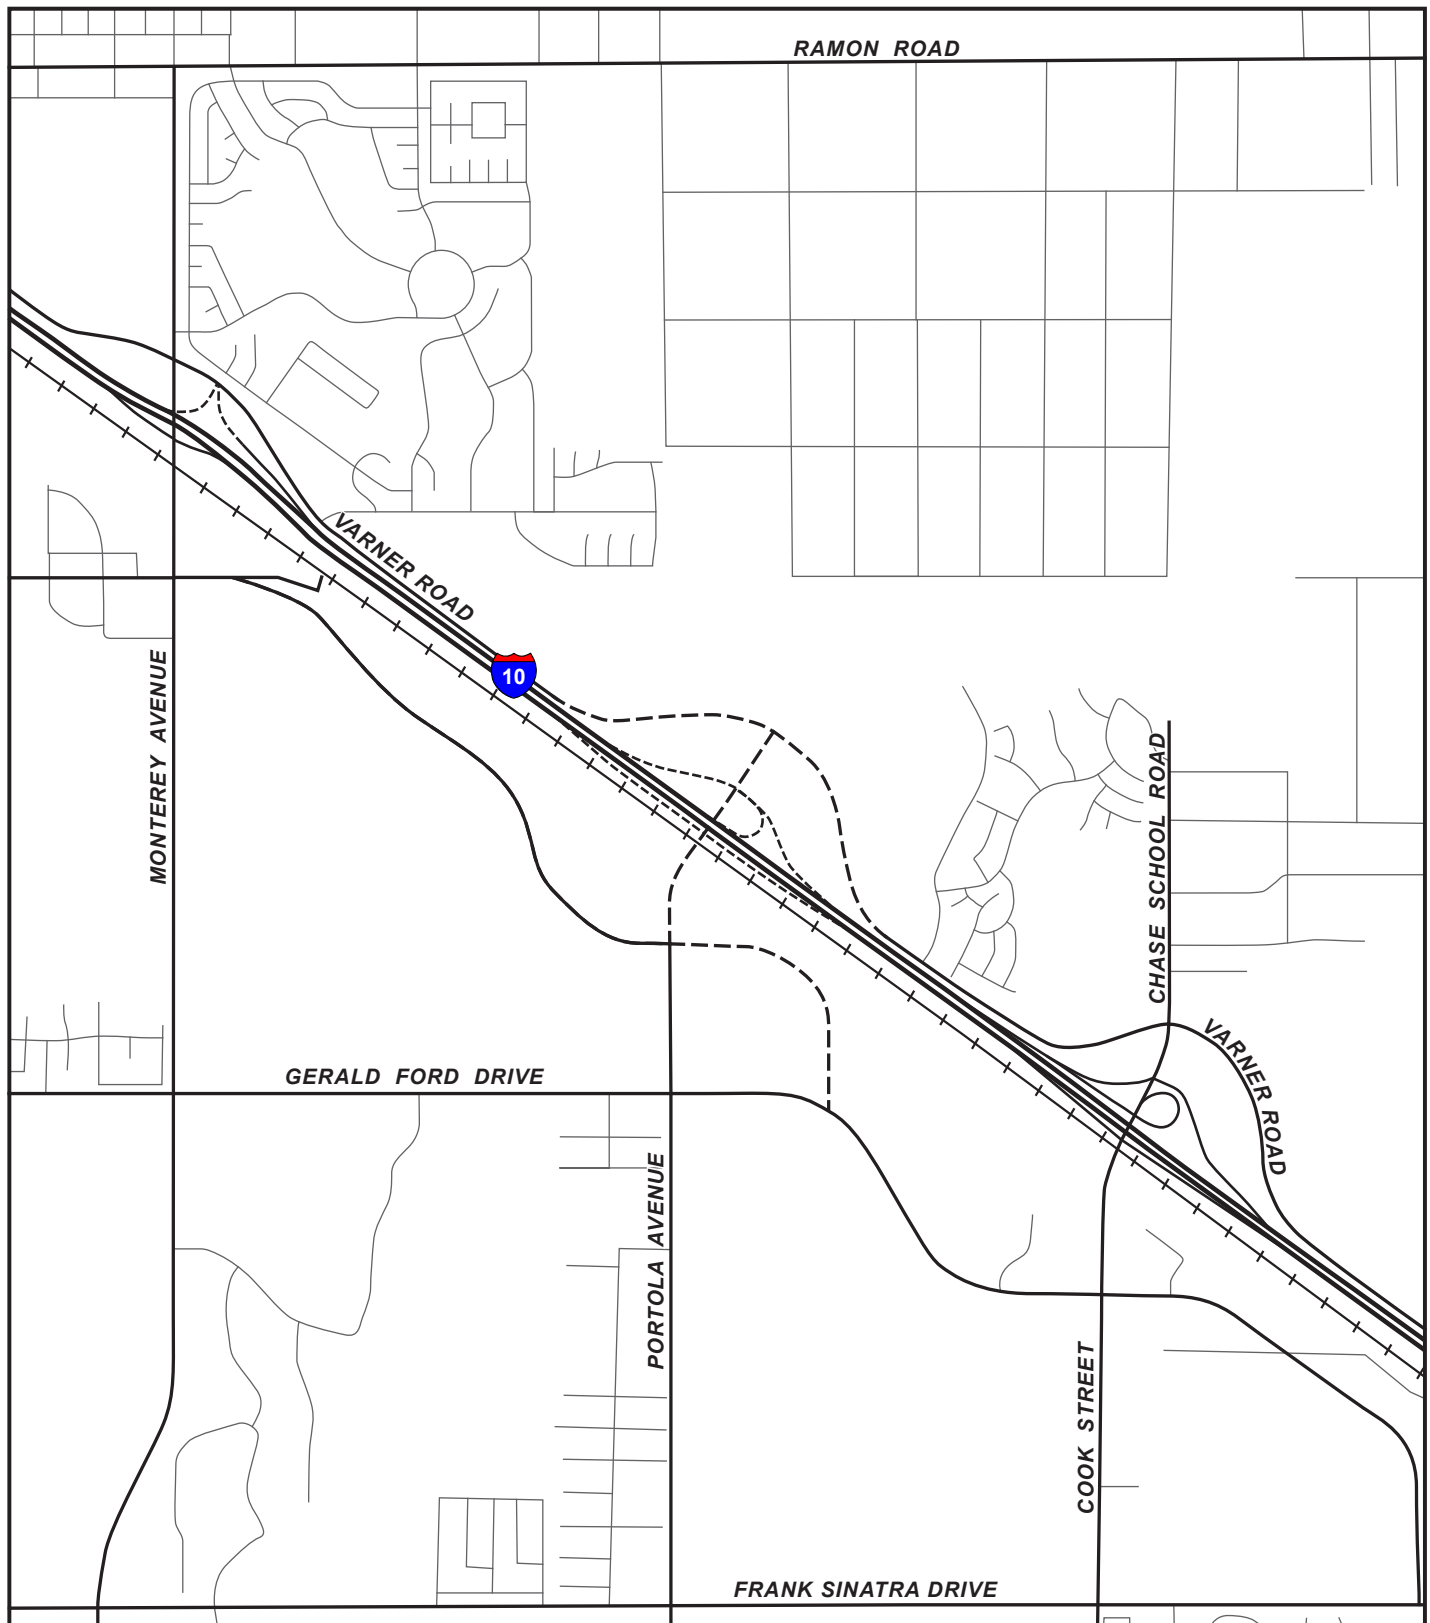 RAMON ROAD
VARNER ROAD
10
MONTEREY AVENUE
CHASE SCHOOL ROAD
VARNER ROAD
GERALD FORD DRIVE
PORTOLA AVENUE
COOK STREET
FRANK SINATRA DRIVE